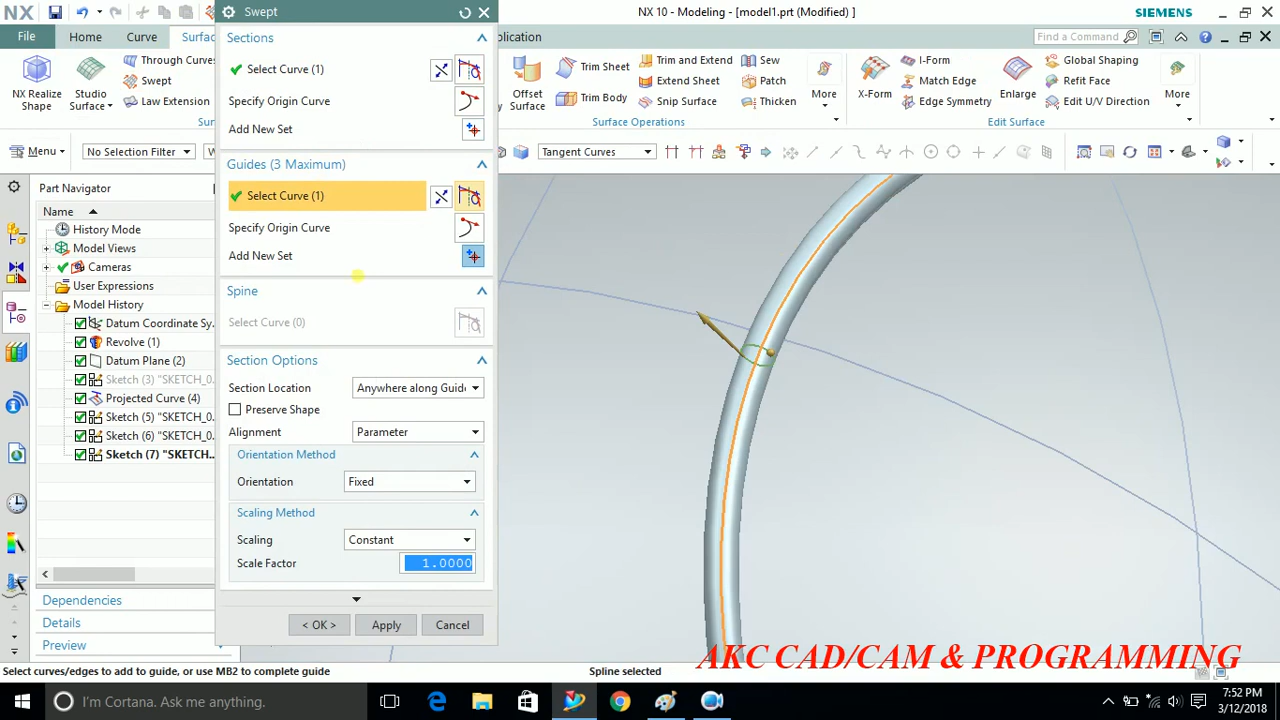 NX
Swept
NX 10 - Modeling - [model1.prt (Modified) ]
SIEMENS
File
Home
Curve
Find a Command
NX Realize
Shape
Studio
Surface
Swept
Law Extension
Offset
Surface
Trim Sheet
Trim Body
Trim and Extend
Extend Sheet
Snip Surface
Sew
Patch
Thicken
More
Surface Operations
X-Form
I-Form
Match Edge
Edge Symmetry
Enlarge
Global Shaping
Refit Face
Edit U/V Direction
More
Edit Surface
Menu
No Selection Filter
Tangent Curves
Sections
Select Curve (1)
Specify Origin Curve
Add New Set
Guides (3 Maximum)
Select Curve (1)
Specify Origin Curve
Add New Set
Spine
Select Curve (0)
Section Options
Section Location
Anywhere along Guid
Preserve Shape
Alignment
Parameter
Orientation Method
Orientation
Fixed
Scaling Method
Scaling
Constant
Scale Factor
1.0000
< OK >
Apply
Cancel
Part Navigator
Name
History Mode
Model Views
Cameras
User Expressions
Model History
Datum Coordinate Sy...
Revolve (1)
Datum Plane (2)
Sketch (3) "SKETCH_0...
Projected Curve (4)
Sketch (5) "SKETCH_0...
Sketch (6) "SKETCH_0...
Sketch (7) "SKETC...
Dependencies
Details
Preview
AKC CAD/CAM & PROGRAMMING
Select curves/edges to add to guide, or use MB2 to complete guide
Spline selected
I'm Cortana. Ask me anything.
7:52 PM
3/12/2018